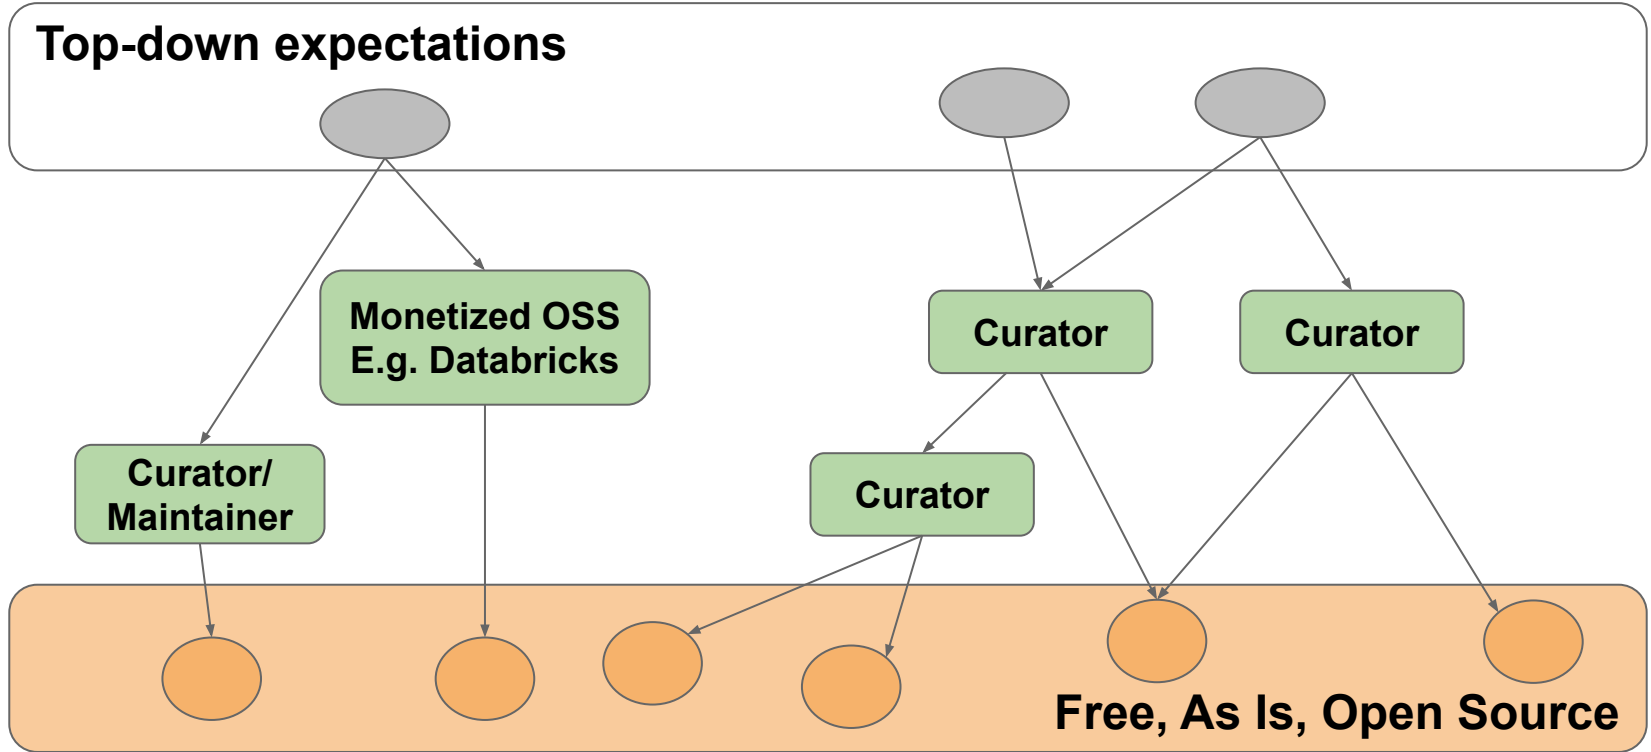 Top-down expectations
Monetized OSS
E.g. Databricks
Curator
Curator
Curator/
Maintainer
Curator
Free, As Is, Open Source